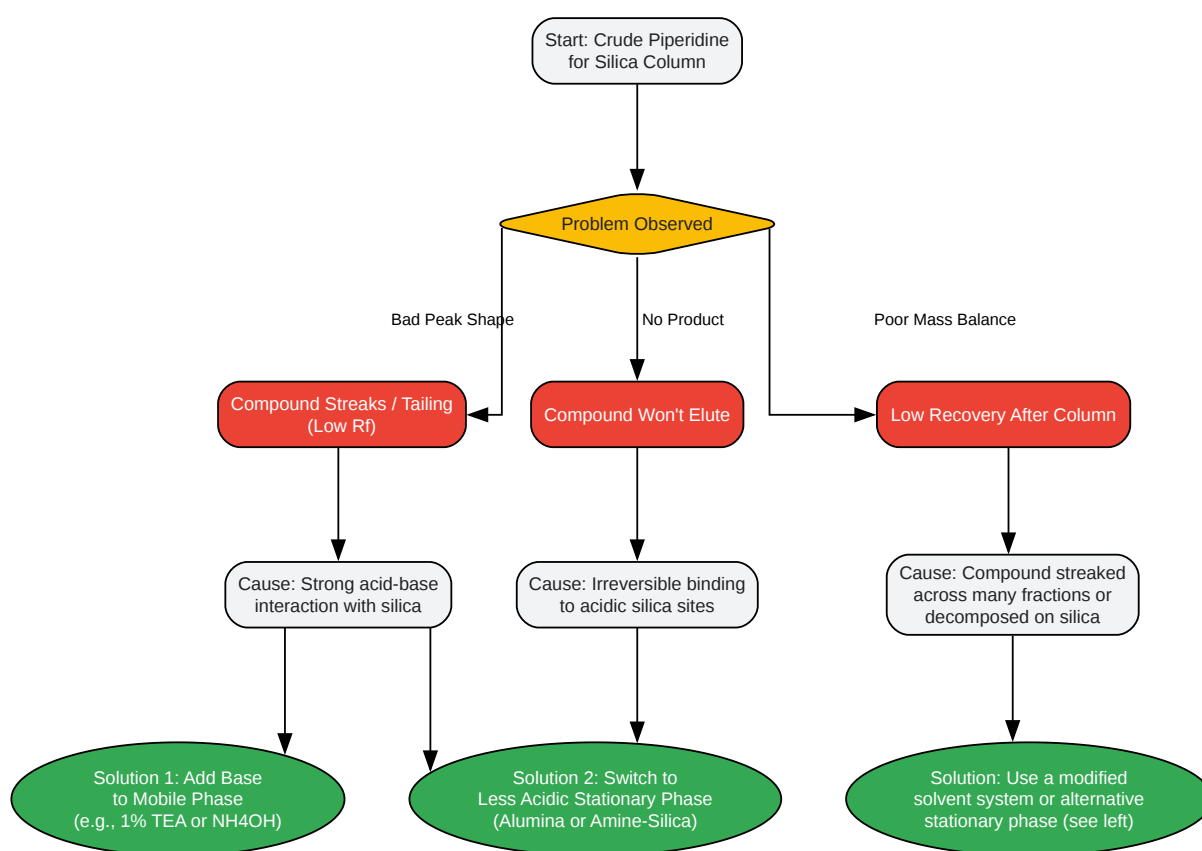 Start: Crude Piperidine
for Silica Column
Problem Observed
Bad Peak Shape
No Product
Poor Mass Balance
Compound Streaks / Tailing
(Low Rf)
Compound Won't Elute
Low Recovery After Column
Cause: Strong acid-base
interaction with silica
Cause: Irreversible binding
to acidic silica sites
Cause: Compound streaked
across many fractions or
decomposed on silica
Solution 1: Add Base
to Mobile Phase
(e.g., 1% TEA or NH4OH)
Solution 2: Switch to
Less Acidic Stationary Phase
(Alumina or Amine-Silica)
Solution: Use a modified
solvent system or alternative
stationary phase (see left)